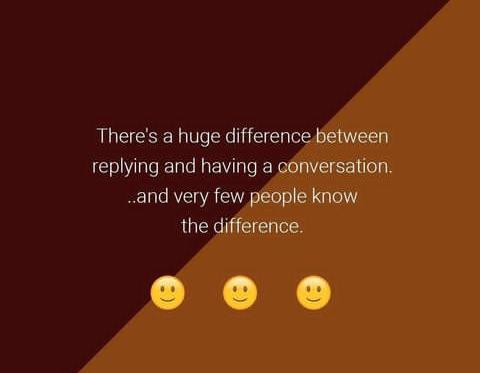 There's a huge difference between
replying and having a conversation.
..and very few people know
the difference.